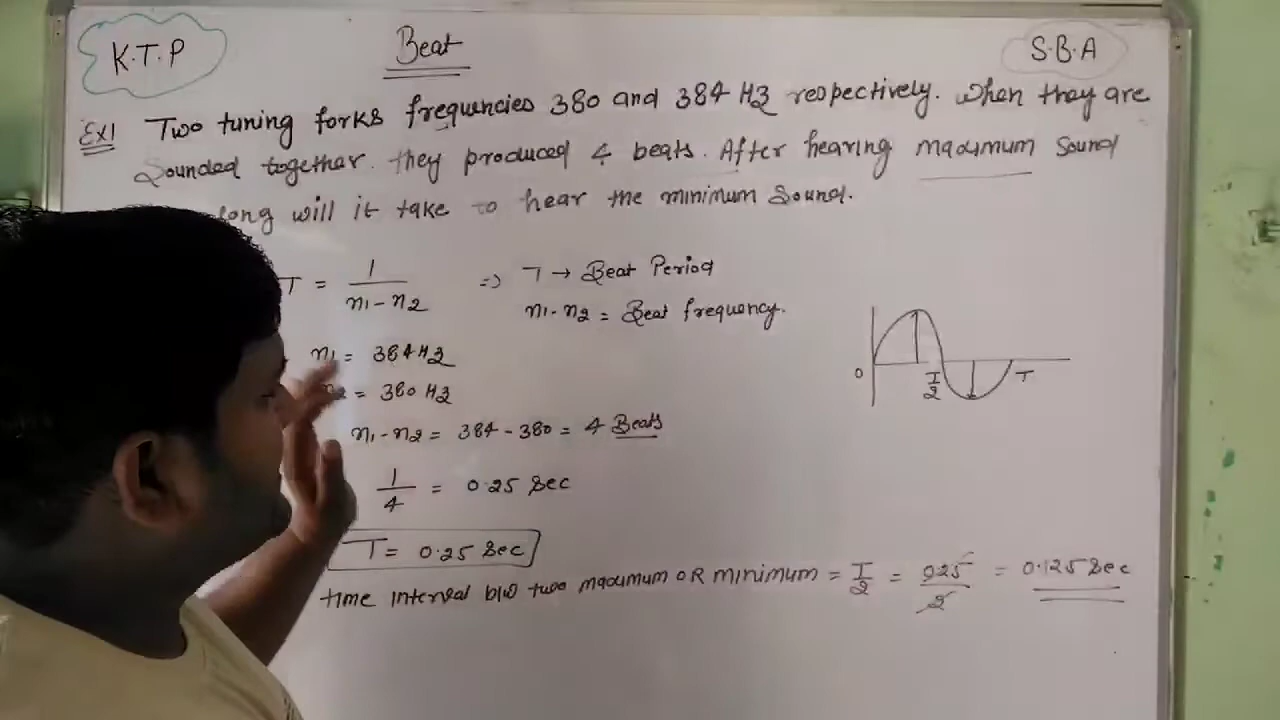 K.T.P
Beat
S.B.A
Ex1 Two tuning forks frequencies 380 and 384 Hz respectively. When they are
Sounded together. they produced 4 beats. After hearing maximum Sound
long will it take to hear the minimum Sound.
T = 1/(n1-n2) => T → Beat Period
n1-n2 = Beat frequency.
n1 = 384 Hz
n2 = 380 Hz
n1-n2 = 384-380 = 4 Beats
1/4 = 0.25 Sec
T = 0.25 Sec
time interval b/w two maximum OR minimum = T/2 = 0.25/2 = 0.125 Sec
0 T/2 T